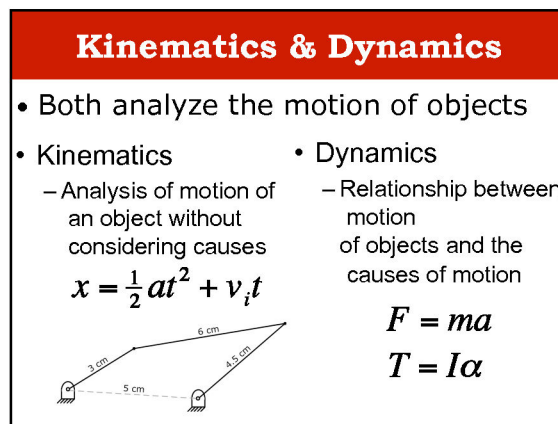 Kinematics & Dynamics
• Both analyze the motion of objects
• Kinematics
– Analysis of motion of
an object without
considering causes
x = ½ at² + vᵢt
6 cm
3 cm
4.5 cm
5 cm
• Dynamics
– Relationship between
motion
of objects and the
causes of motion
F = ma
T = Iα